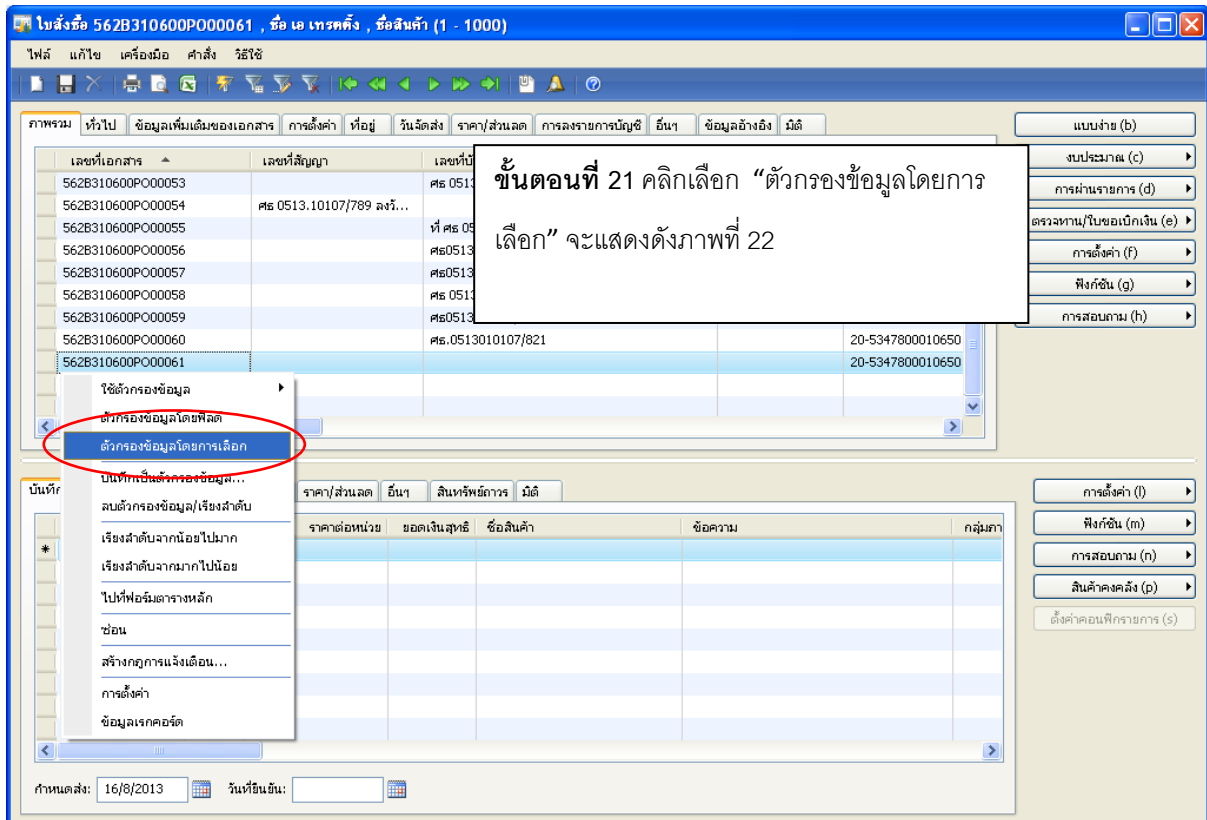 ใบสั่งซื้อ 562B310600PO00061 , ชื่อ เอ เทรดดิ้ง , ชื่อสินค้า (1 - 1000)
ไฟล์ แก้ไข เครื่องมือ คำสั่ง วิธีใช้
ภาพรวม ทั่วไป ข้อมูลเพิ่มเติมของเอกสาร การตั้งค่า ที่อยู่ วันจัดส่ง ราคา/ส่วนลด การลงรายการบัญชี อื่นๆ ข้อมูลอ้างอิง มิติ
แบบง่าย (b)
งบประมาณ (c)
การผ่านรายการ (d)
ตรวจทาน/ใบขอเบิกเงิน (e)
การตั้งค่า (f)
ฟังก์ชัน (g)
การสอบถาม (h)
เลขที่เอกสาร เลขที่สัญญา เลขที่บั
562B310600PO00053 ศธ 0513
562B310600PO00054 ศธ 0513.10107/789 ลงวั...
562B310600PO00055 ที่ ศธ 05
562B310600PO00056 ศธ0513
562B310600PO00057 ศธ0513
562B310600PO00058 ศธ 0513
562B310600PO00059 ศธ0513
562B310600PO00060 ศธ.0513010107/821 20-5347800010650
562B310600PO00061 20-5347800010650
ขั้นตอนที่ 21 คลิกเลือก “ตัวกรองข้อมูลโดยการ
เลือก” จะแสดงดังภาพที่ 22
ใช้ตัวกรองข้อมูล
ตัวกรองข้อมูลโดยฟิลด์
ตัวกรองข้อมูลโดยการเลือก
บันทึกเป็นตัวกรองข้อมูล...
ลบตัวกรองข้อมูล/เรียงลำดับ
เรียงลำดับจากน้อยไปมาก
เรียงลำดับจากมากไปน้อย
ไปที่ฟอร์มตารางหลัก
ซ่อน
สร้างกฎการแจ้งเตือน...
การตั้งค่า
ข้อมูลเรกคอร์ด
บันทึก ราคา/ส่วนลด อื่นๆ สินทรัพย์ถาวร มิติ
ราคาต่อหน่วย ยอดเงินสุทธิ ชื่อสินค้า ข้อความ กลุ่มภา
*
การตั้งค่า (l)
ฟังก์ชัน (m)
การสอบถาม (n)
สินค้าคงคลัง (p)
ตั้งค่าคอนฟิกรายการ (s)
กำหนดส่ง: 16/8/2013 วันที่ยืนยัน: